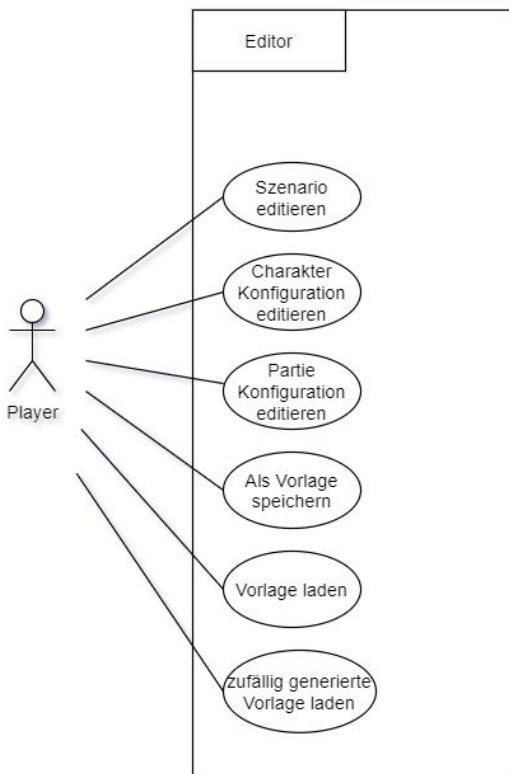 Editor
Szenario
editieren
Charakter
Konfiguration
editieren
Partie
Konfiguration
editieren
Player
Als Vorlage
speichern
Vorlage laden
zufällig generierte
Vorlage laden